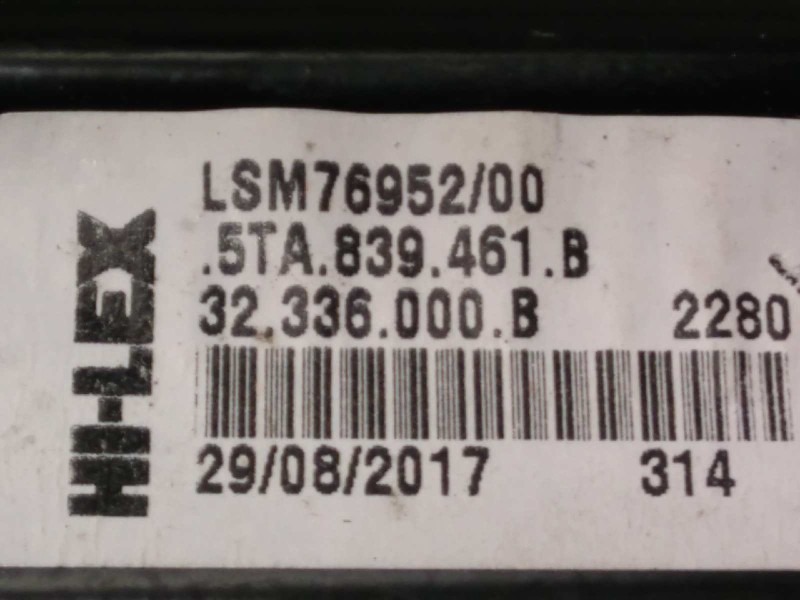 HI-LEX
LSM76952/00
.5TA.839.461.B
32.336.000.B 2280
29/08/2017 314